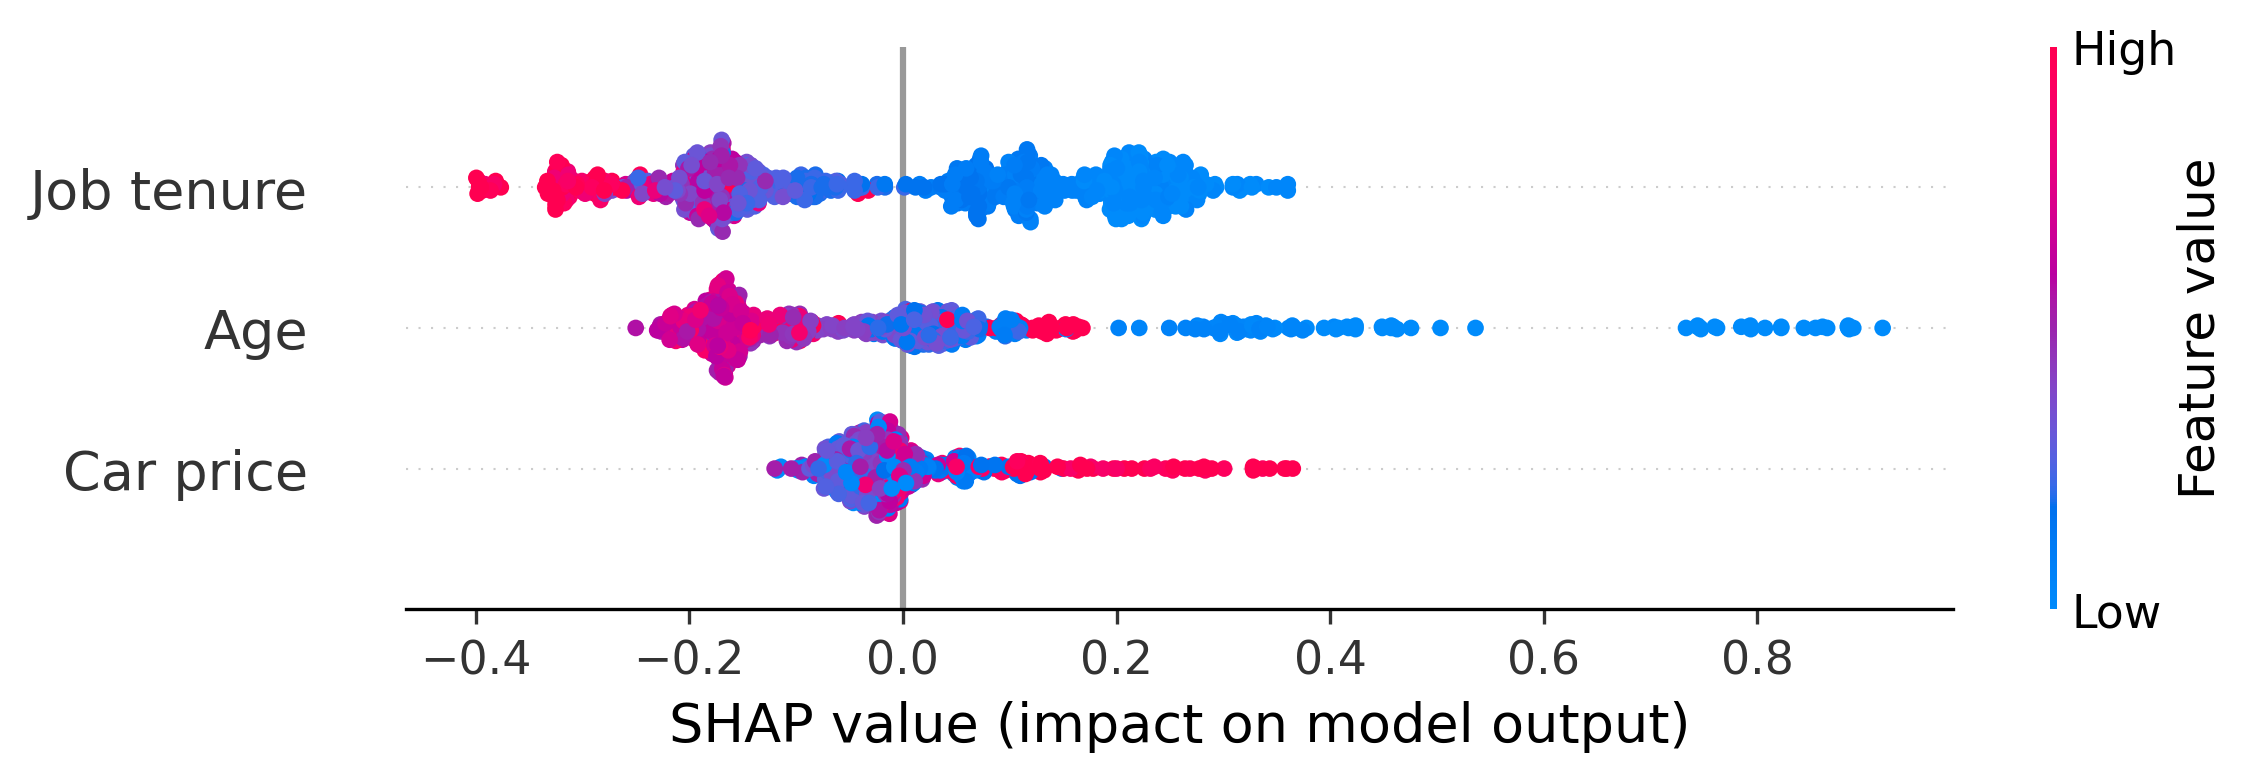 High
Job tenure
Age
Car price
Feature value
Low
−0.4 −0.2 0.0 0.2 0.4 0.6 0.8
SHAP value (impact on model output)